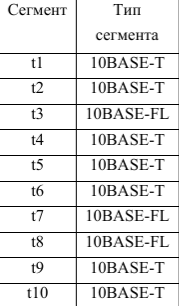 Сегмент Тип сегмента
t1 10BASE-T
t2 10BASE-T
t3 10BASE-FL
t4 10BASE-T
t5 10BASE-T
t6 10BASE-T
t7 10BASE-FL
t8 10BASE-FL
t9 10BASE-T
t10 10BASE-T